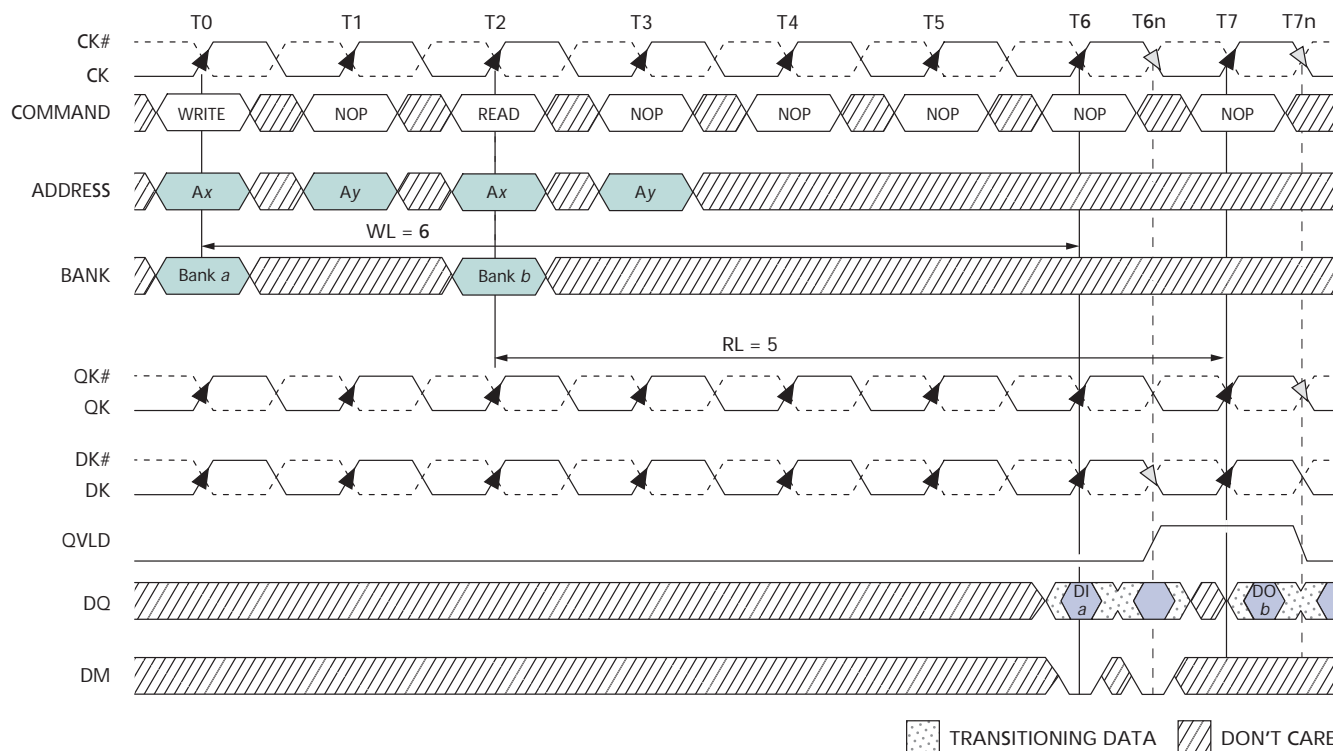 T0 T1 T2 T3 T4 T5 T6 T6n T7 T7n
CK#
CK
COMMAND WRITE NOP READ NOP NOP NOP NOP NOP
ADDRESS Ax Ay Ax Ay
WL = 6
BANK Bank a Bank b
RL = 5
QK#
QK
DK#
DK
QVLD
DQ DI a DO b
DM
TRANSITIONING DATA DON'T CARE